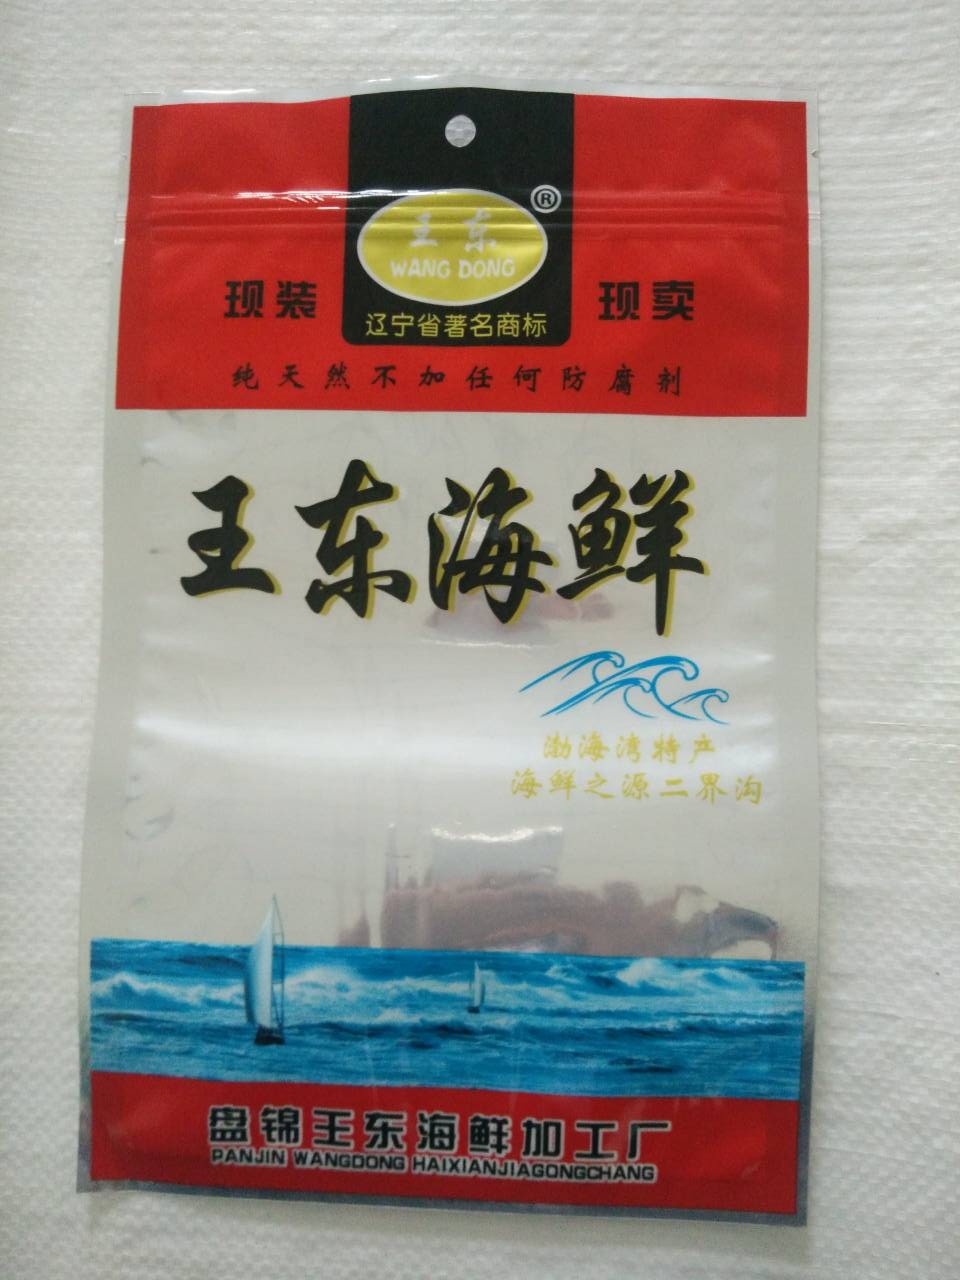 王东
®
WANG DONG
现装
现卖
辽宁省著名商标
纯天然不加任何防腐剂
王东海鲜
渤海湾特产
海鲜之源二界沟
盘锦王东海鲜加工厂
PANJIN WANGDONG HAIXIANJIAGONGCHANG